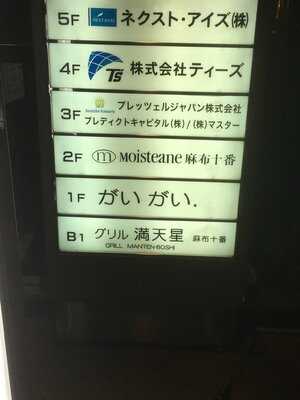 5F ネクスト・アイズ(株)
4F TS 株式会社ティーズ
3F プレッツェルジャパン株式会社
プレディクトキャピタル(株)/(株)マスター
2F m Moisteane 麻布十番
1F がいがい.
B1 グリル 満天星 麻布十番
GRILL MANTEN-BOSHI